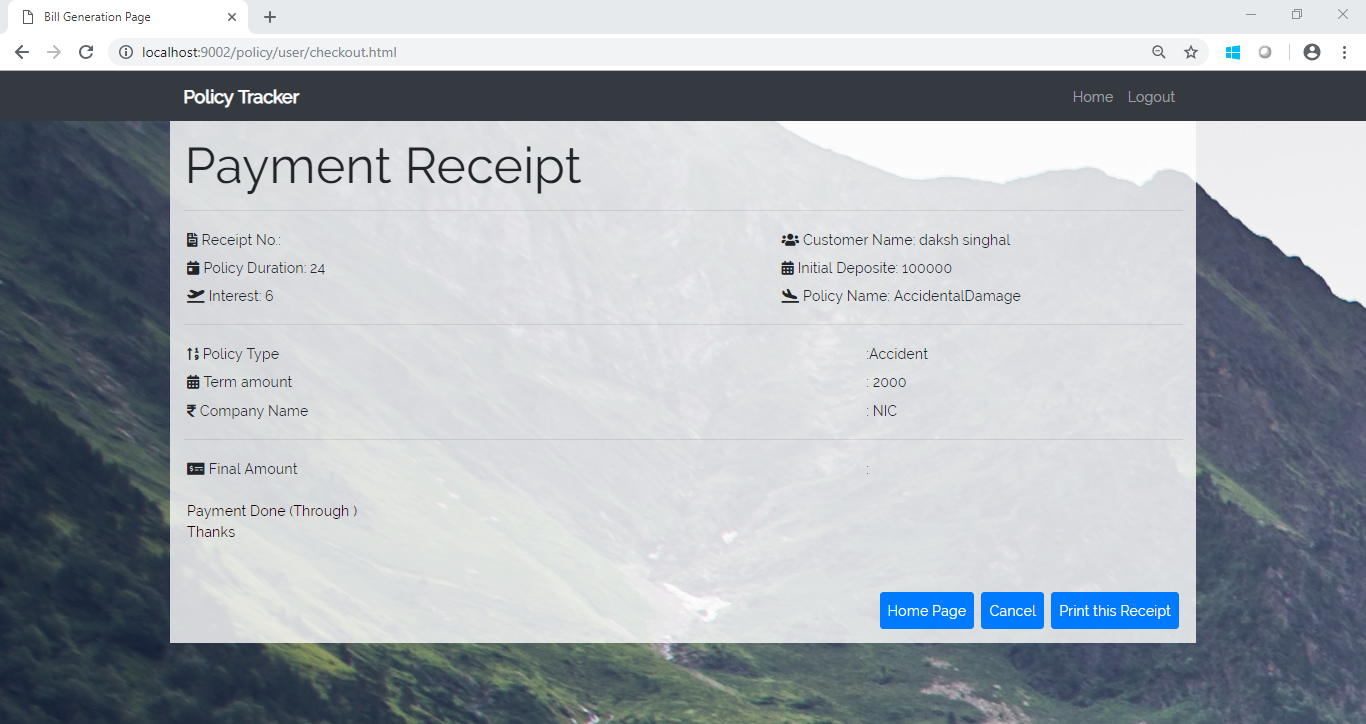 Bill Generation Page
localhost:9002/policy/user/checkout.html
Policy Tracker
Home Logout
Payment Receipt
Receipt No.:
Customer Name: daksh singhal
Policy Duration: 24
Initial Deposite: 100000
Interest: 6
Policy Name: AccidentalDamage
Policy Type :Accident
Term amount : 2000
Company Name : NIC
Final Amount :
Payment Done (Through )
Thanks
Home Page Cancel Print this Receipt